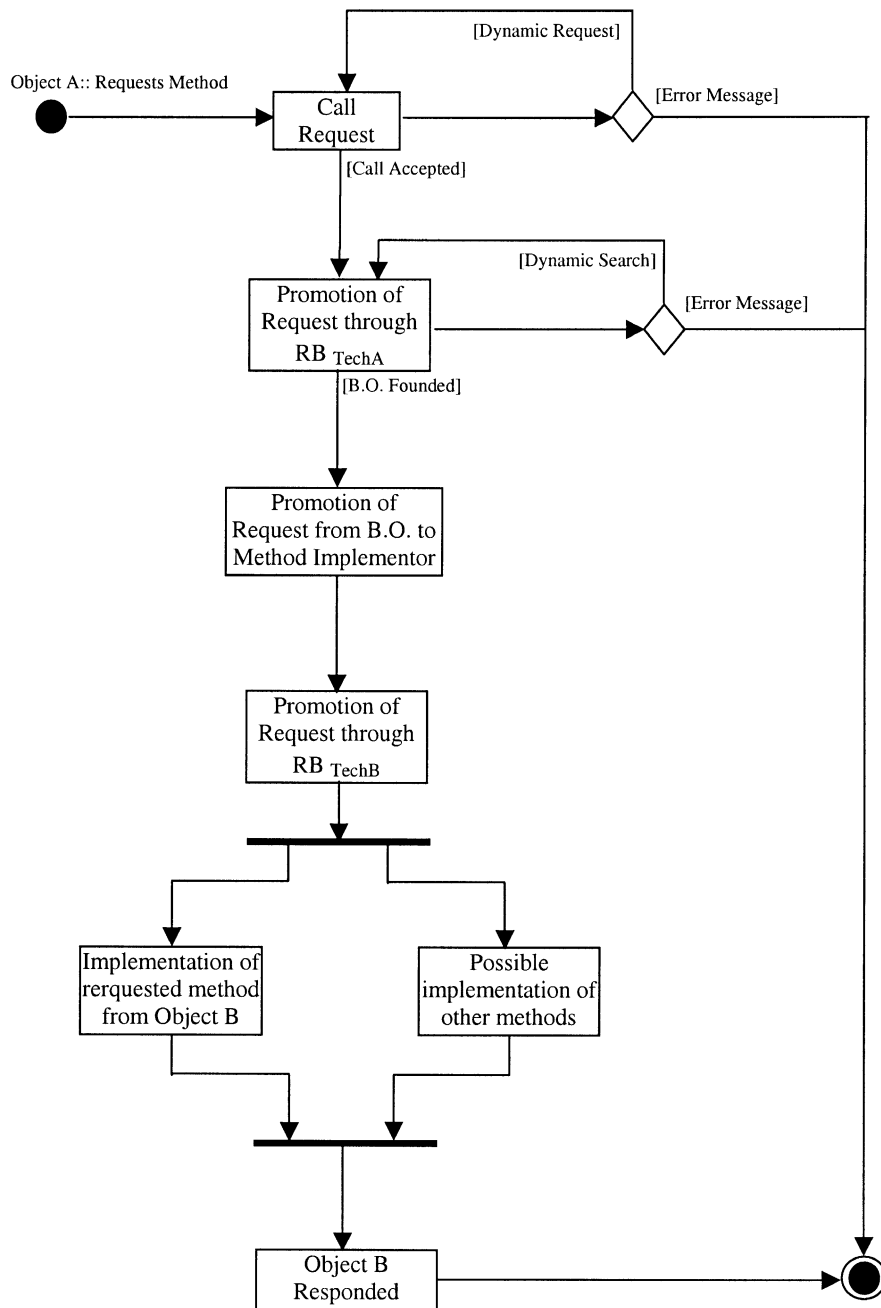 [Dynamic Request]
Object A:: Requests Method
[Error Message]
Call
Request
[Call Accepted]
[Dynamic Search]
[Error Message]
Promotion of
Request through
RB TechA
[B.O. Founded]
Promotion of
Request from B.O. to
Method Implementor
Promotion of
Request through
RB TechB
Implementation of
rerquested method
from Object B
Possible
implementation of
other methods
Object B
Responded